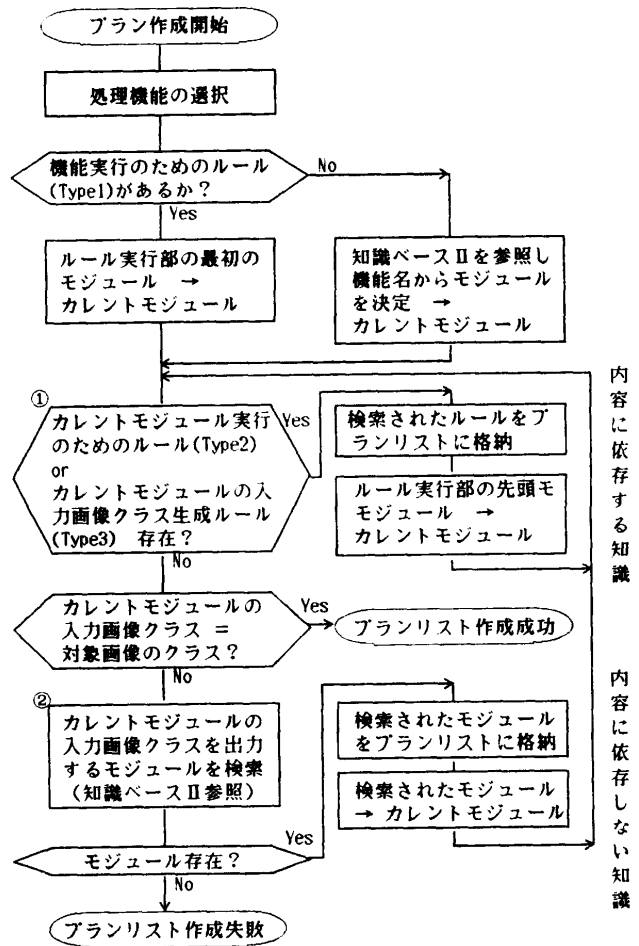 プラン作成開始
処理機能の選択
機能実行のためのルール
(Type1)があるか？
No
Yes
ルール実行部の最初の
モジュール →
カレントモジュール
知識ベースⅡを参照し
機能名からモジュール
を決定 →
カレントモジュール
①
カレントモジュール実行
のためのルール(Type2)
or
カレントモジュールの入
力画像クラス生成ルール
(Type3) 存在？
Yes
No
検索されたルールをプ
ランリストに格納
ルール実行部の先頭モ
モジュール →
カレントモジュール
内容に依存する知識
カレントモジュールの
入力画像クラス ＝
対象画像のクラス？
Yes
No
プランリスト作成成功
②
カレントモジュールの
入力画像クラスを出力
するモジュールを検索
(知識ベースⅡ参照)
検索されたモジュール
をプランリストに格納
検索されたモジュール
→ カレントモジュール
内容に依存しない知識
モジュール存在？
Yes
No
プランリスト作成失敗